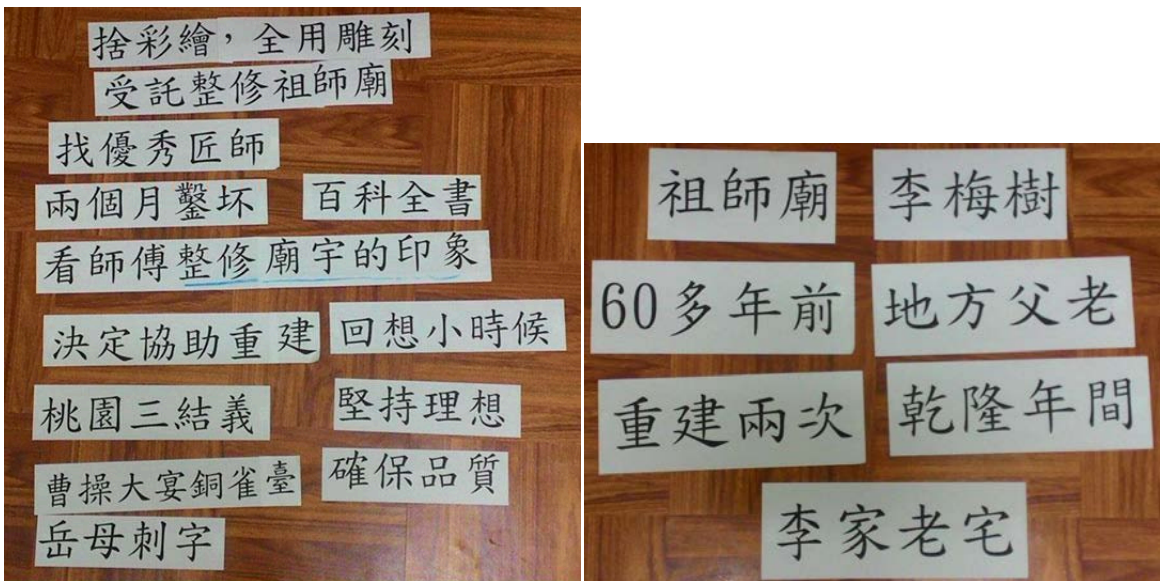 捨彩繪，全用雕刻
受託整修祖師廟
找優秀匠師
兩個月鑿坏
百科全書
看師傅整修廟宇的印象
決定協助重建
回想小時候
桃園三結義
堅持理想
曹操大宴銅雀臺
確保品質
岳母刺字
祖師廟
李梅樹
60多年前
地方父老
重建兩次
乾隆年間
李家老宅